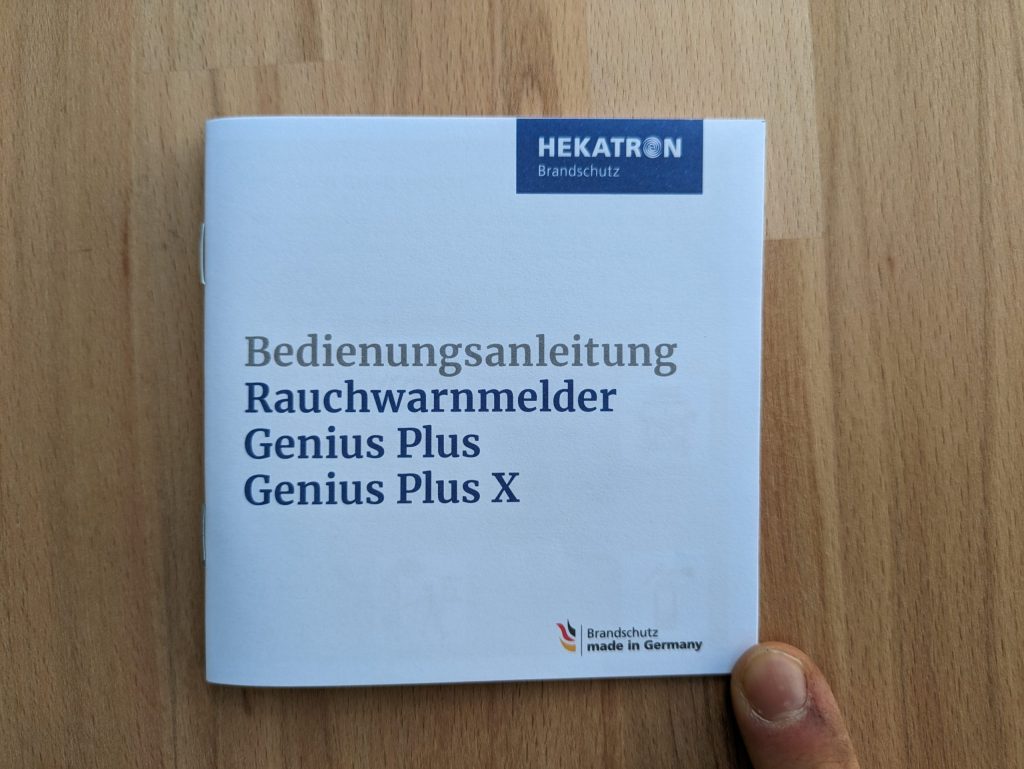 HEKATRON
Brandschutz
Bedienungsanleitung
Rauchwarnmelder
Genius Plus
Genius Plus X
Brandschutz
made in Germany